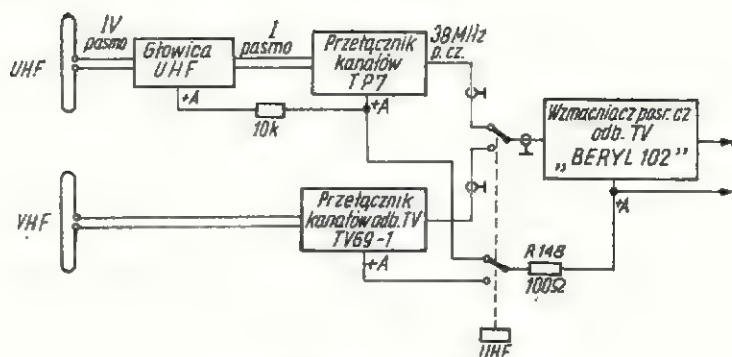 UHF
IV
pasmo
Głowica
UHF
I
pasmo
Przełącznik
kanałów
TP7
38MHz
p. cz.
+A
10k
+A
Wzmacniacz pośr. cz
odb. TV
„BERYL 102”
+A
VHF
Przełącznik
kanałów odb. TV
TV69-1
+A
R148
100Ω
UHF